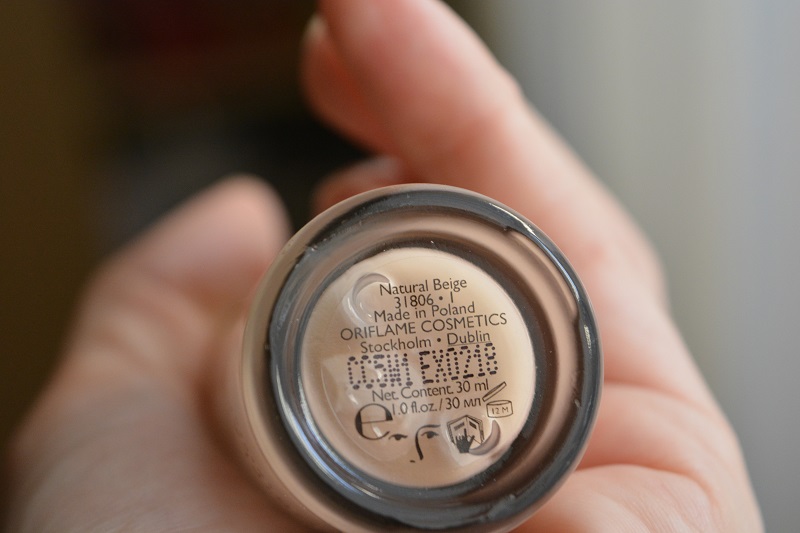 Natural Beige
31806 • 1
Made in Poland
ORIFLAME COSMETICS
Stockholm • Dublin
EX0218
Net. Content. 30 ml
1.0 fl.oz. / 30 мл
12 M
e